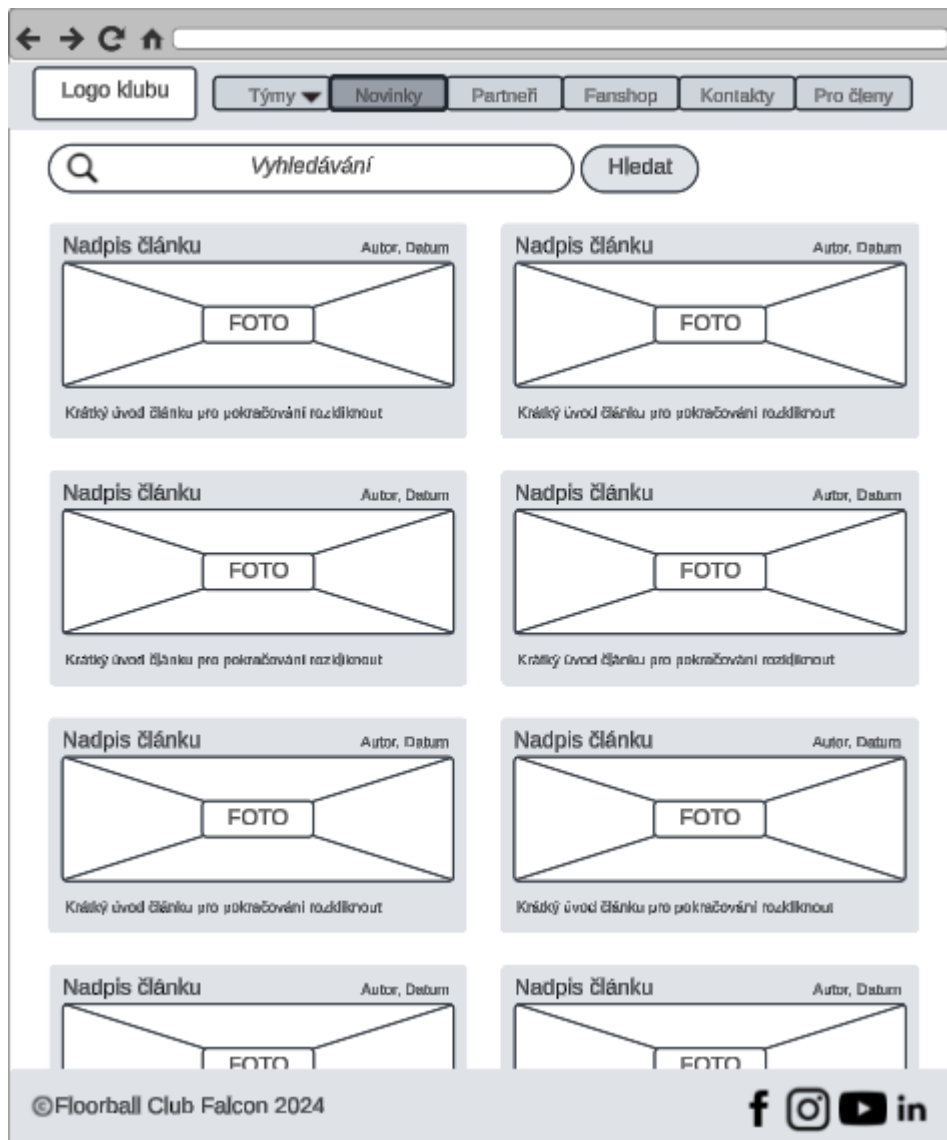 Logo klubu
Týmy Novinky Partneři Fanshop Kontakty Pro členy
Vyhledávání Hledat
Nadpis článku Autor, Datum Nadpis článku Autor, Datum
FOTO FOTO
Krátký úvod článku pro pokračování rozkliknout Krátký úvod článku pro pokračování rozkliknout
Nadpis článku Autor, Datum Nadpis článku Autor, Datum
FOTO FOTO
Krátký úvod článku pro pokračování rozkliknout Krátký úvod článku pro pokračování rozkliknout
Nadpis článku Autor, Datum Nadpis článku Autor, Datum
FOTO FOTO
Krátký úvod článku pro pokračování rozkliknout Krátký úvod článku pro pokračování rozkliknout
Nadpis článku Autor, Datum Nadpis článku Autor, Datum
FOTO FOTO
©Floorball Club Falcon 2024